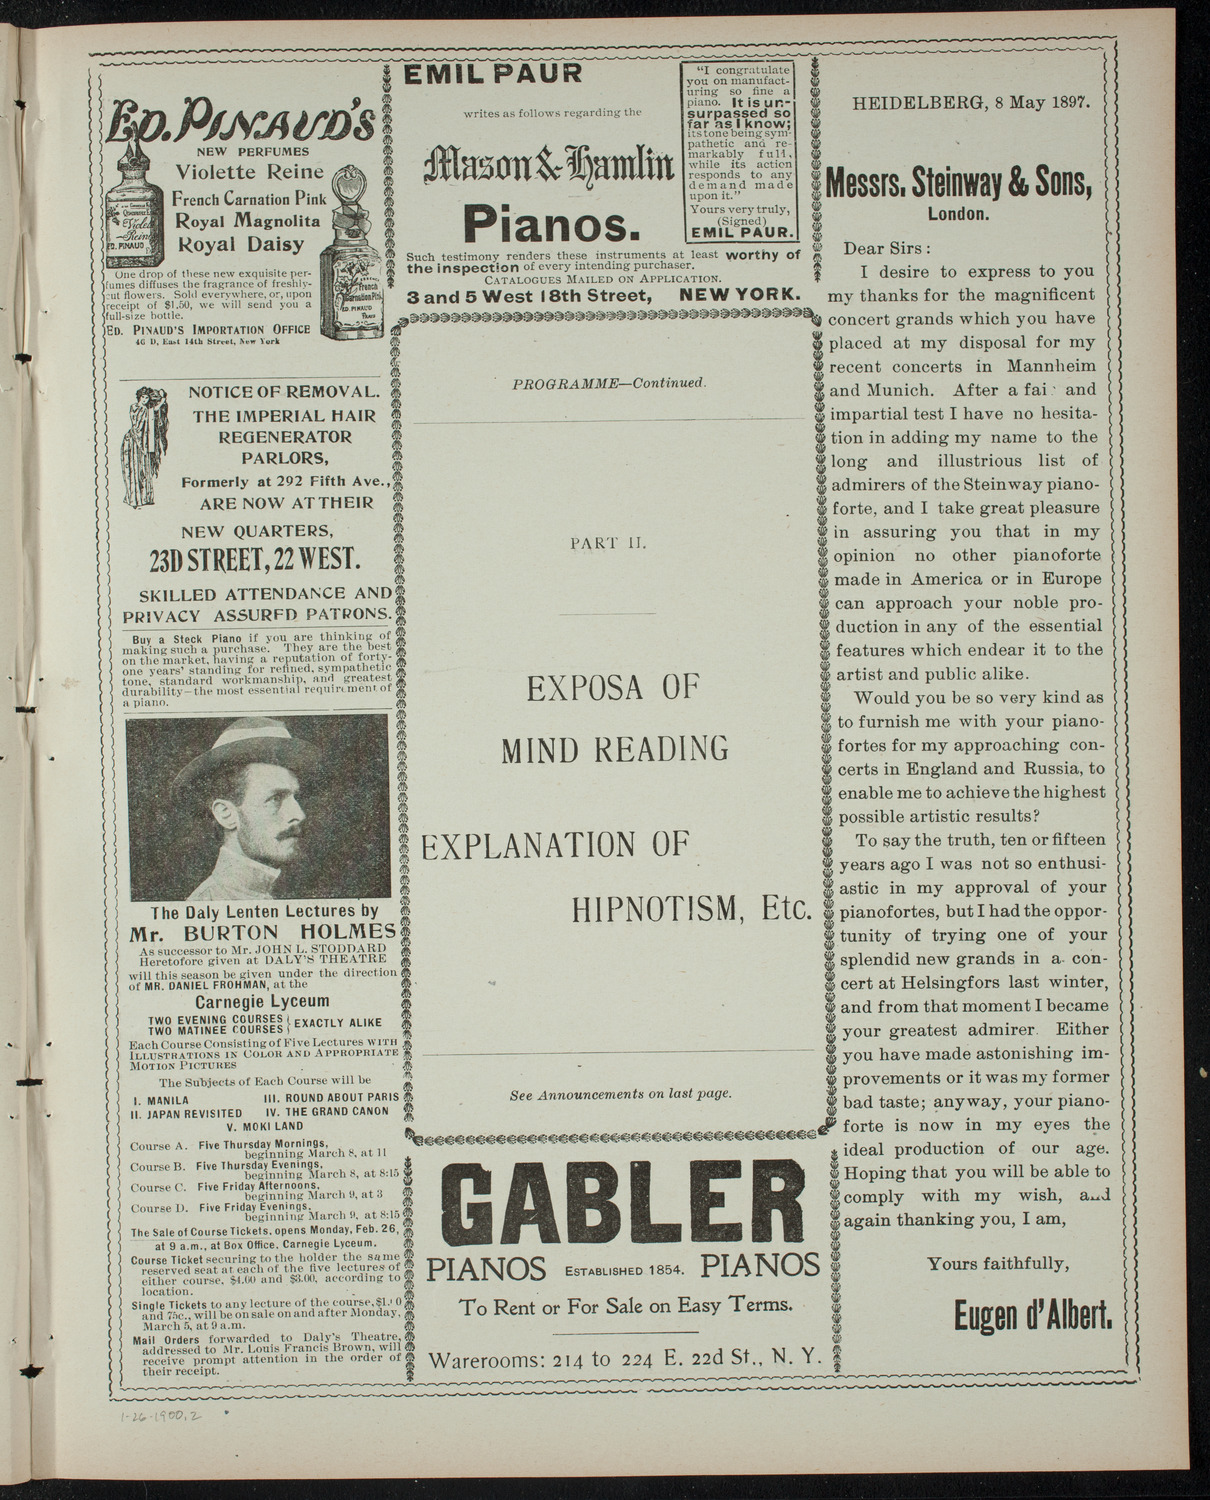 ED. PINAUD'S
NEW PERFUMES
Violette Reine
French Carnation Pink
Royal Magnolita
Royal Daisy
One drop of these new exquisite per-
fumes diffuses the fragrance of freshly-
cut flowers. Sold everywhere, or, upon
receipt of $1.50, we will send you a
full-size bottle.
ED. PINAUD'S IMPORTATION OFFICE
46 D, East 14th Street, New York
NOTICE OF REMOVAL.
THE IMPERIAL HAIR
REGENERATOR
PARLORS,
Formerly at 292 Fifth Ave.,
ARE NOW AT THEIR
NEW QUARTERS,
23D STREET, 22 WEST.
SKILLED ATTENDANCE AND
PRIVACY ASSURED PATRONS.
Buy a Steck Piano if you are thinking of
making such a purchase. They are the best
on the market, having a reputation of forty-
one years' standing for refined, sympathetic
tone, standard workmanship, and greatest
durability—the most essential requirement of
a piano.
The Daly Lenten Lectures by
Mr. BURTON HOLMES
As successor to Mr. JOHN L. STODDARD
Heretofore given at DALY'S THEATRE
will this season be given under the direction
of MR. DANIEL FROHMAN, at the
Carnegie Lyceum
TWO EVENING COURSES } EXACTLY ALIKE
TWO MATINEE COURSES
Each Course Consisting of Five Lectures WITH
ILLUSTRATIONS IN COLOR AND APPROPRIATE
MOTION PICTURES
The Subjects of Each Course will be
I. MANILA III. ROUND ABOUT PARIS
II. JAPAN REVISITED IV. THE GRAND CANON
V. MOKI LAND
Course A. Five Thursday Mornings,
beginning March 8, at 11
Course B. Five Thursday Evenings,
beginning March 8, at 8:15
Course C. Five Friday Afternoons,
beginning March 9, at 3
Course D. Five Friday Evenings,
beginning March 9, at 8:15
The Sale of Course Tickets, opens Monday, Feb. 26,
at 9 a.m., at Box Office, Carnegie Lyceum.
Course Ticket securing to the holder the same
reserved seat at each of the five lectures of
either course, $4.00 and $3.00, according to
location.
Single Tickets to any lecture of the course, $1.00
and 75c., will be on sale on and after Monday,
March 5, at 9 a.m.
Mail Orders forwarded to Daly's Theatre,
addressed to Mr. Louis Francis Brown, will
receive prompt attention in the order of
their receipt.
EMIL PAUR
writes as follows regarding the
Mason & Hamlin
Pianos.
"I congratulate
you on manufact-
uring so fine a
piano. It is un-
surpassed so
far as I know;
its tone being sym-
pathetic and re-
markably full,
while its action
responds to any
demand made
upon it."
Yours very truly,
(Signed)
EMIL PAUR.
Such testimony renders these instruments at least worthy of
the inspection of every intending purchaser.
CATALOGUES MAILED ON APPLICATION.
3 and 5 West 18th Street, NEW YORK.
PROGRAMME—Continued.
PART II.
EXPOSA OF
MIND READING
EXPLANATION OF
HIPNOTISM, Etc.
See Announcements on last page.
GABLER
PIANOS ESTABLISHED 1854. PIANOS
To Rent or For Sale on Easy Terms.
Warerooms: 214 to 224 E. 22d St., N. Y.
HEIDELBERG, 8 May 1897.
Messrs. Steinway & Sons,
London.
Dear Sirs:
I desire to express to you
my thanks for the magnificent
concert grands which you have
placed at my disposal for my
recent concerts in Mannheim
and Munich. After a fai and
impartial test I have no hesita-
tion in adding my name to the
long and illustrious list of
admirers of the Steinway piano-
forte, and I take great pleasure
in assuring you that in my
opinion no other pianoforte
made in America or in Europe
can approach your noble pro-
duction in any of the essential
features which endear it to the
artist and public alike.
Would you be so very kind as
to furnish me with your piano-
fortes for my approaching con-
certs in England and Russia, to
enable me to achieve the highest
possible artistic results?
To say the truth, ten or fifteen
years ago I was not so enthusi-
astic in my approval of your
pianofortes, but I had the oppor-
tunity of trying one of your
splendid new grands in a con-
cert at Helsingfors last winter,
and from that moment I became
your greatest admirer. Either
you have made astonishing im-
provements or it was my former
bad taste; anyway, your piano-
forte is now in my eyes the
ideal production of our age.
Hoping that you will be able to
comply with my wish, and
again thanking you, I am,
Yours faithfully,
Eugen d'Albert.
1-26-1900, 2